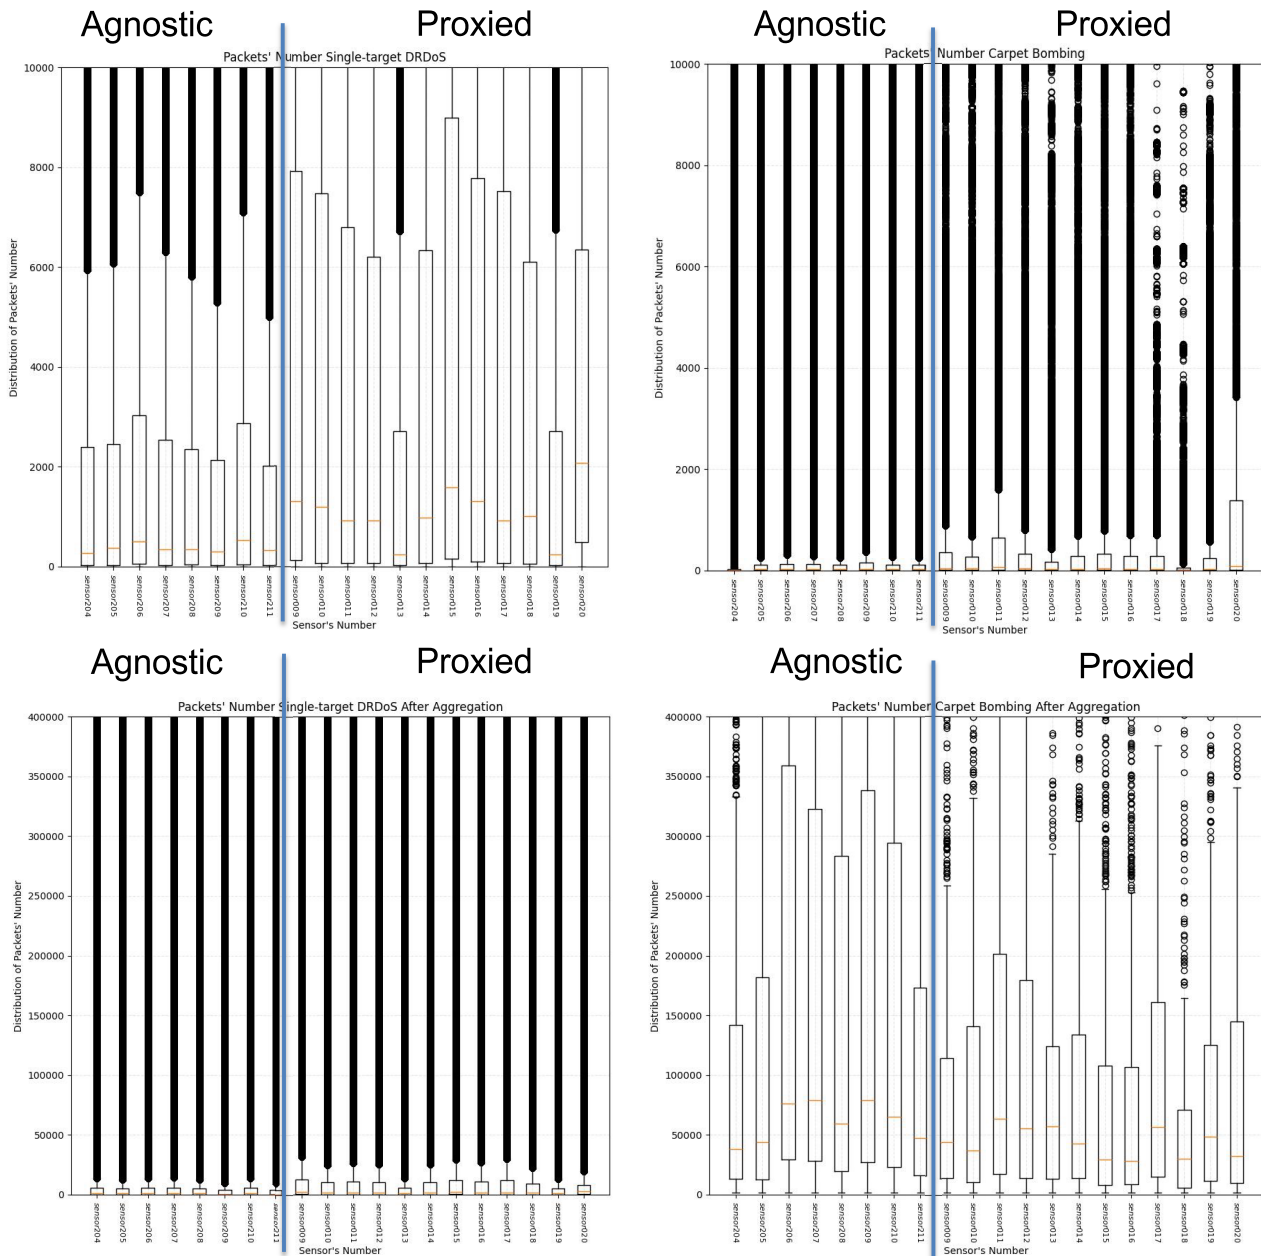 Agnostic
Proxied
Packets' Number Single-target DRDoS
10000
8000
6000
4000
2000
0
Distribution of Packets' Number
sensor204
sensor205
sensor206
sensor207
sensor208
sensor209
sensor210
sensor211
sensor009
sensor010
sensor011
sensor012
sensor013
sensor014
sensor015
sensor016
sensor017
sensor018
sensor019
sensor020
Sensor's Number
Agnostic
Proxied
Packets' Number Carpet Bombing
10000
8000
6000
4000
2000
0
Distribution of Packets' Number
sensor204
sensor205
sensor206
sensor207
sensor208
sensor209
sensor210
sensor211
sensor009
sensor010
sensor011
sensor012
sensor013
sensor014
sensor015
sensor016
sensor017
sensor018
sensor019
sensor020
Sensor's Number
Agnostic
Proxied
Packets' Number Single-target DRDoS After Aggregation
400000
350000
300000
250000
200000
150000
100000
50000
0
Distribution of Packets' Number
sensor204
sensor205
sensor206
sensor207
sensor208
sensor209
sensor210
sensor211
sensor009
sensor010
sensor011
sensor012
sensor013
sensor014
sensor015
sensor016
sensor017
sensor018
sensor019
sensor020
Sensor's Number
Agnostic
Proxied
Packets' Number Carpet Bombing After Aggregation
400000
350000
300000
250000
200000
150000
100000
50000
0
Distribution of Packets' Number
sensor204
sensor205
sensor206
sensor207
sensor208
sensor209
sensor210
sensor211
sensor009
sensor010
sensor011
sensor012
sensor013
sensor014
sensor015
sensor016
sensor017
sensor018
sensor019
sensor020
Sensor's Number